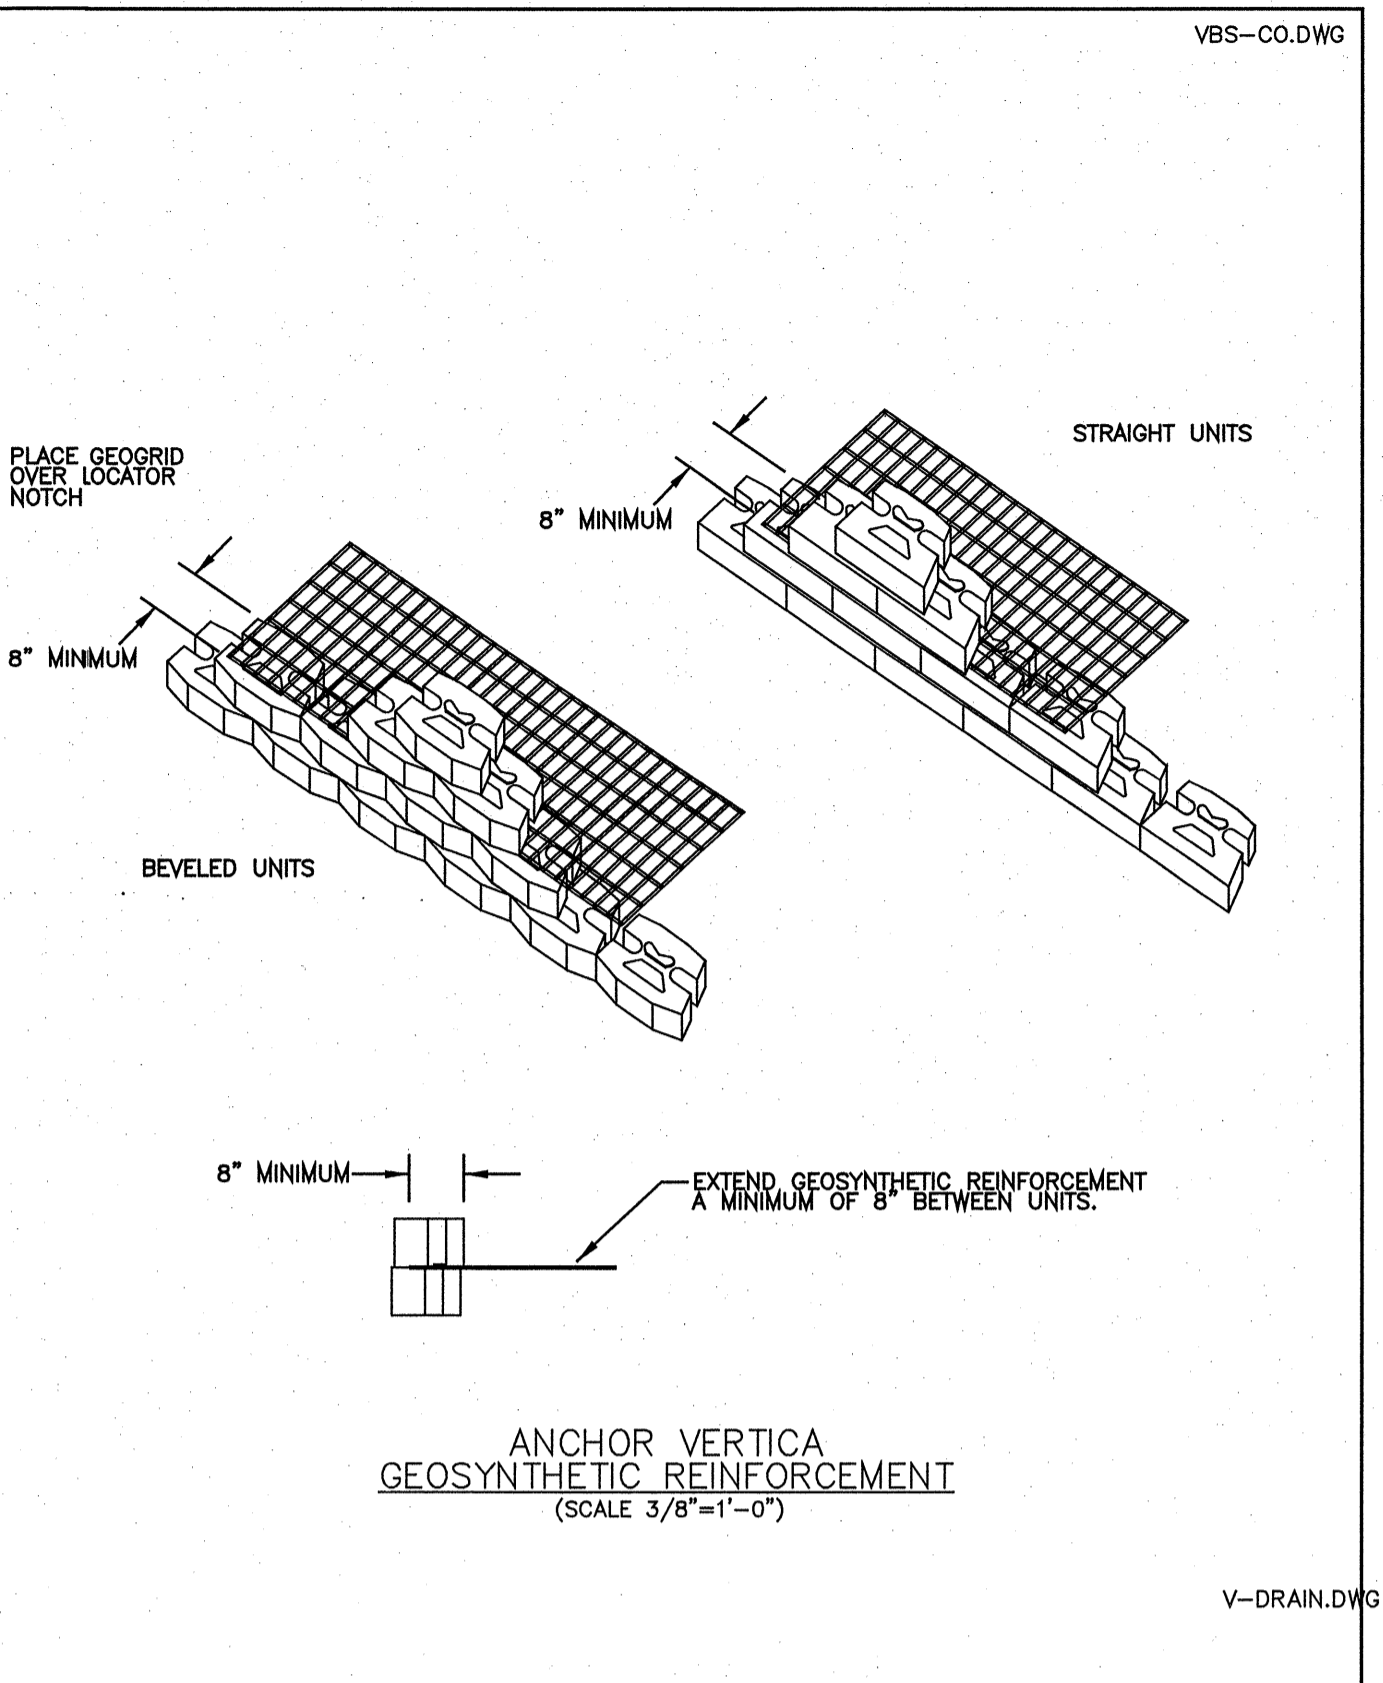 VBS-CO.DWG
STRAIGHT UNITS
PLACE GEOGRID
OVER LOCATOR
NOTCH
8" MINIMUM
8" MINIMUM
BEVELED UNITS
8" MINIMUM
EXTEND GEOSYNTHETIC REINFORCEMENT
A MINIMUM OF 8" BETWEEN UNITS.
ANCHOR VERTICA
GEOSYNTHETIC REINFORCEMENT
(SCALE 3/8"=1'-0")
V-DRAIN.DWG